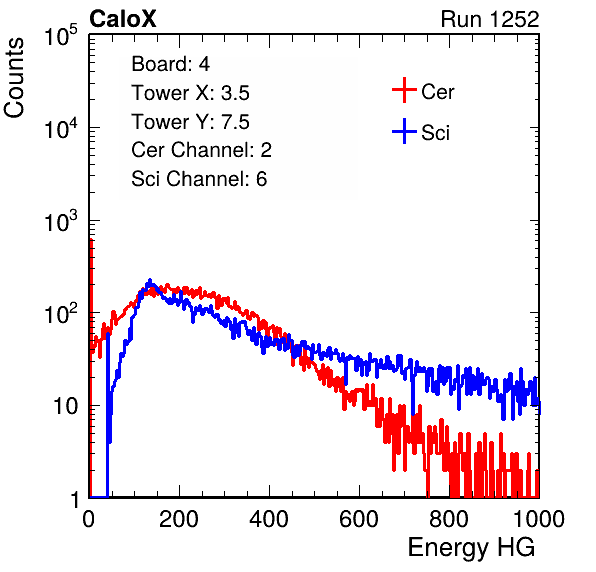 CaloX Run 1252
Counts
Board: 4
Tower X: 3.5
Tower Y: 7.5
Cer Channel: 2
Sci Channel: 6
Cer
Sci
10^5
10^4
10^3
10^2
10
1
0 200 400 600 800 1000
Energy HG